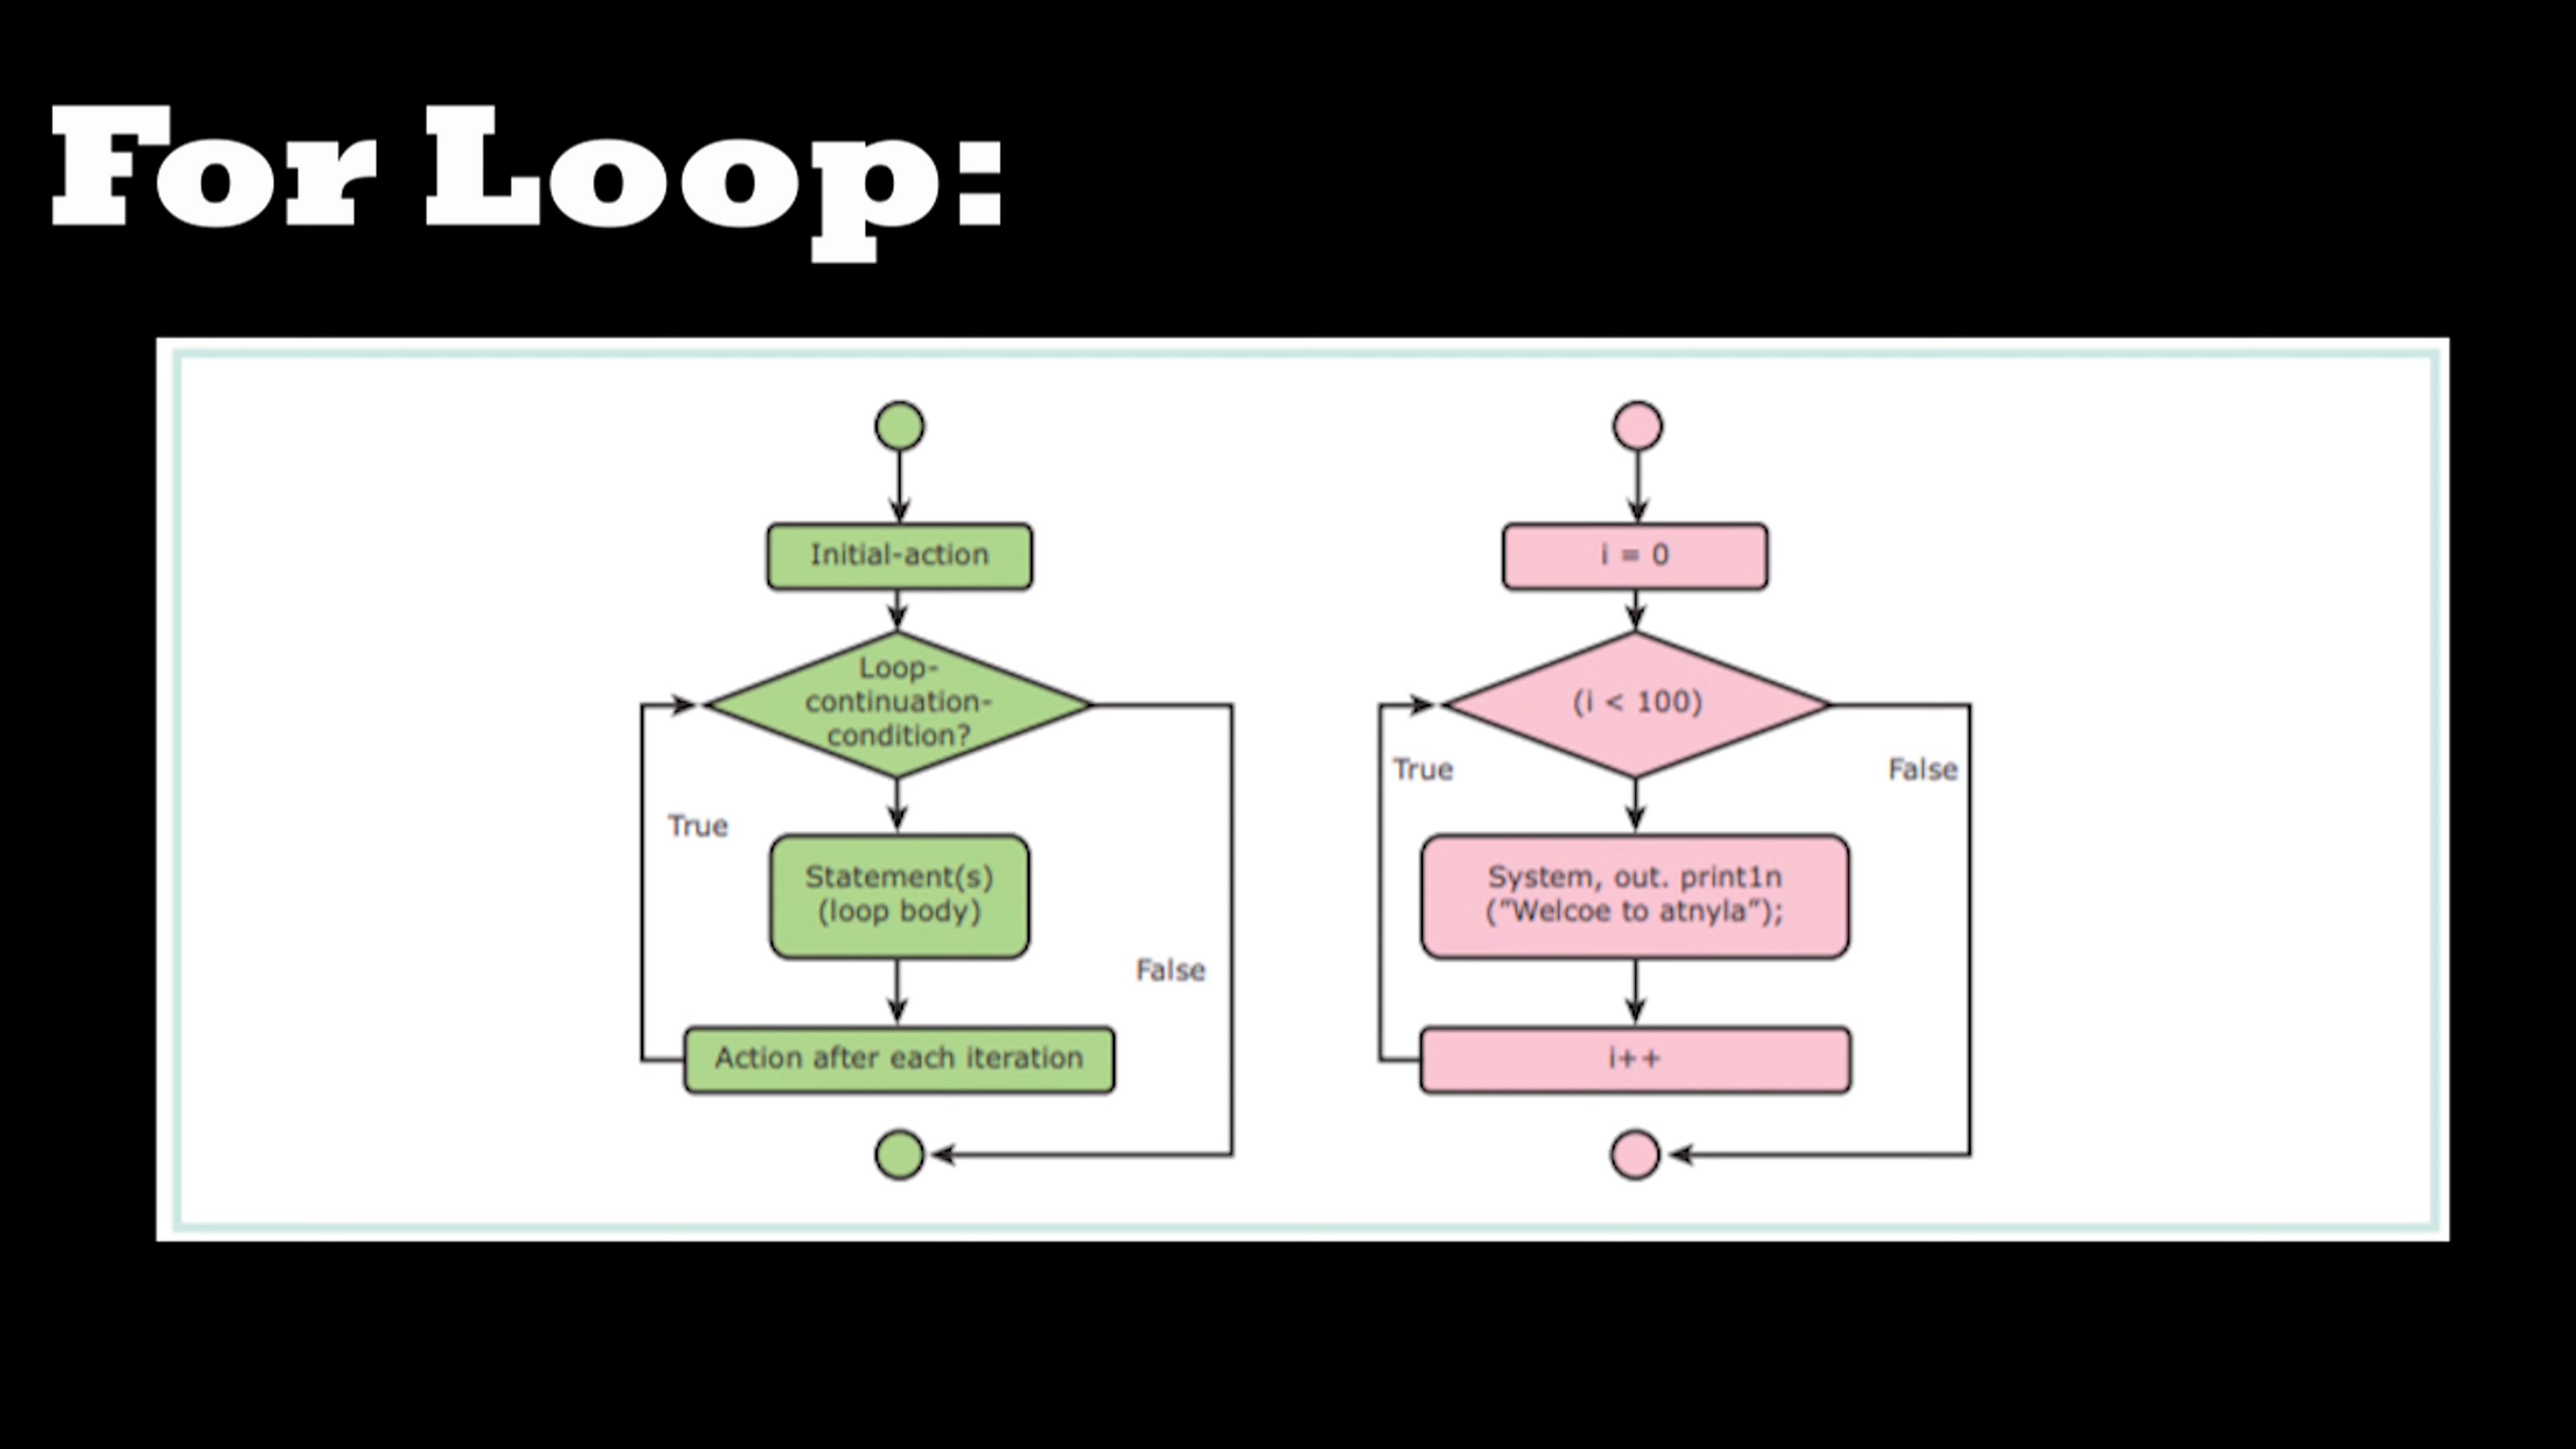 For Loop:
Initial-action
Loop-
continuation-
condition?
True
Statement(s)
(loop body)
False
Action after each iteration
i = 0
(i < 100)
True
False
System, out. print1n
("Welcoe to atnyla");
i++